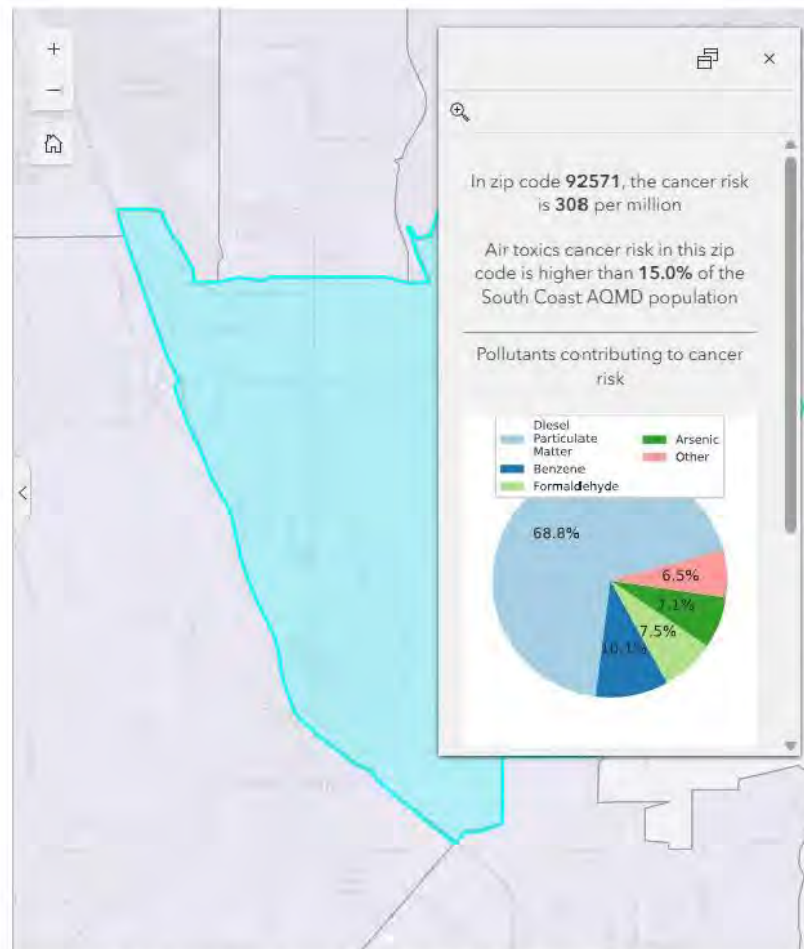 In zip code 92571, the cancer risk
is 308 per million
Air toxics cancer risk in this zip
code is higher than 15.0% of the
South Coast AQMD population
Pollutants contributing to cancer
risk
Diesel
Particulate
Matter
Benzene
Formaldehyde
Arsenic
Other
68.8%
6.5%
7.1%
7.5%
10.1%